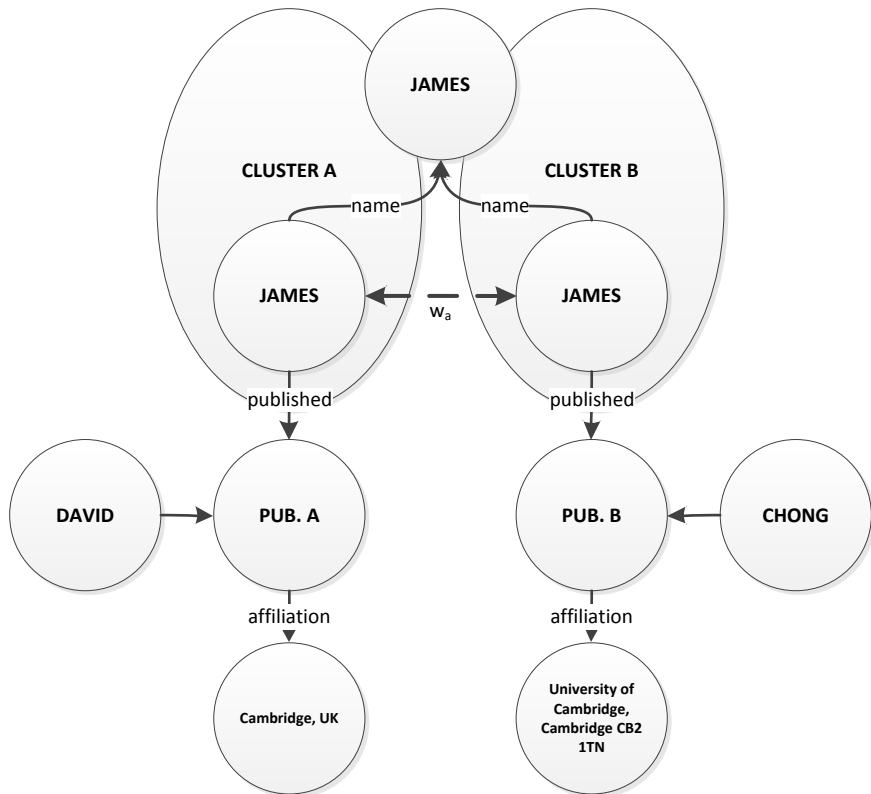 JAMES
CLUSTER A
CLUSTER B
name
name
JAMES
JAMES
wₐ
published
published
DAVID
PUB. A
PUB. B
CHONG
affiliation
affiliation
Cambridge, UK
University of
Cambridge,
Cambridge CB2
1TN